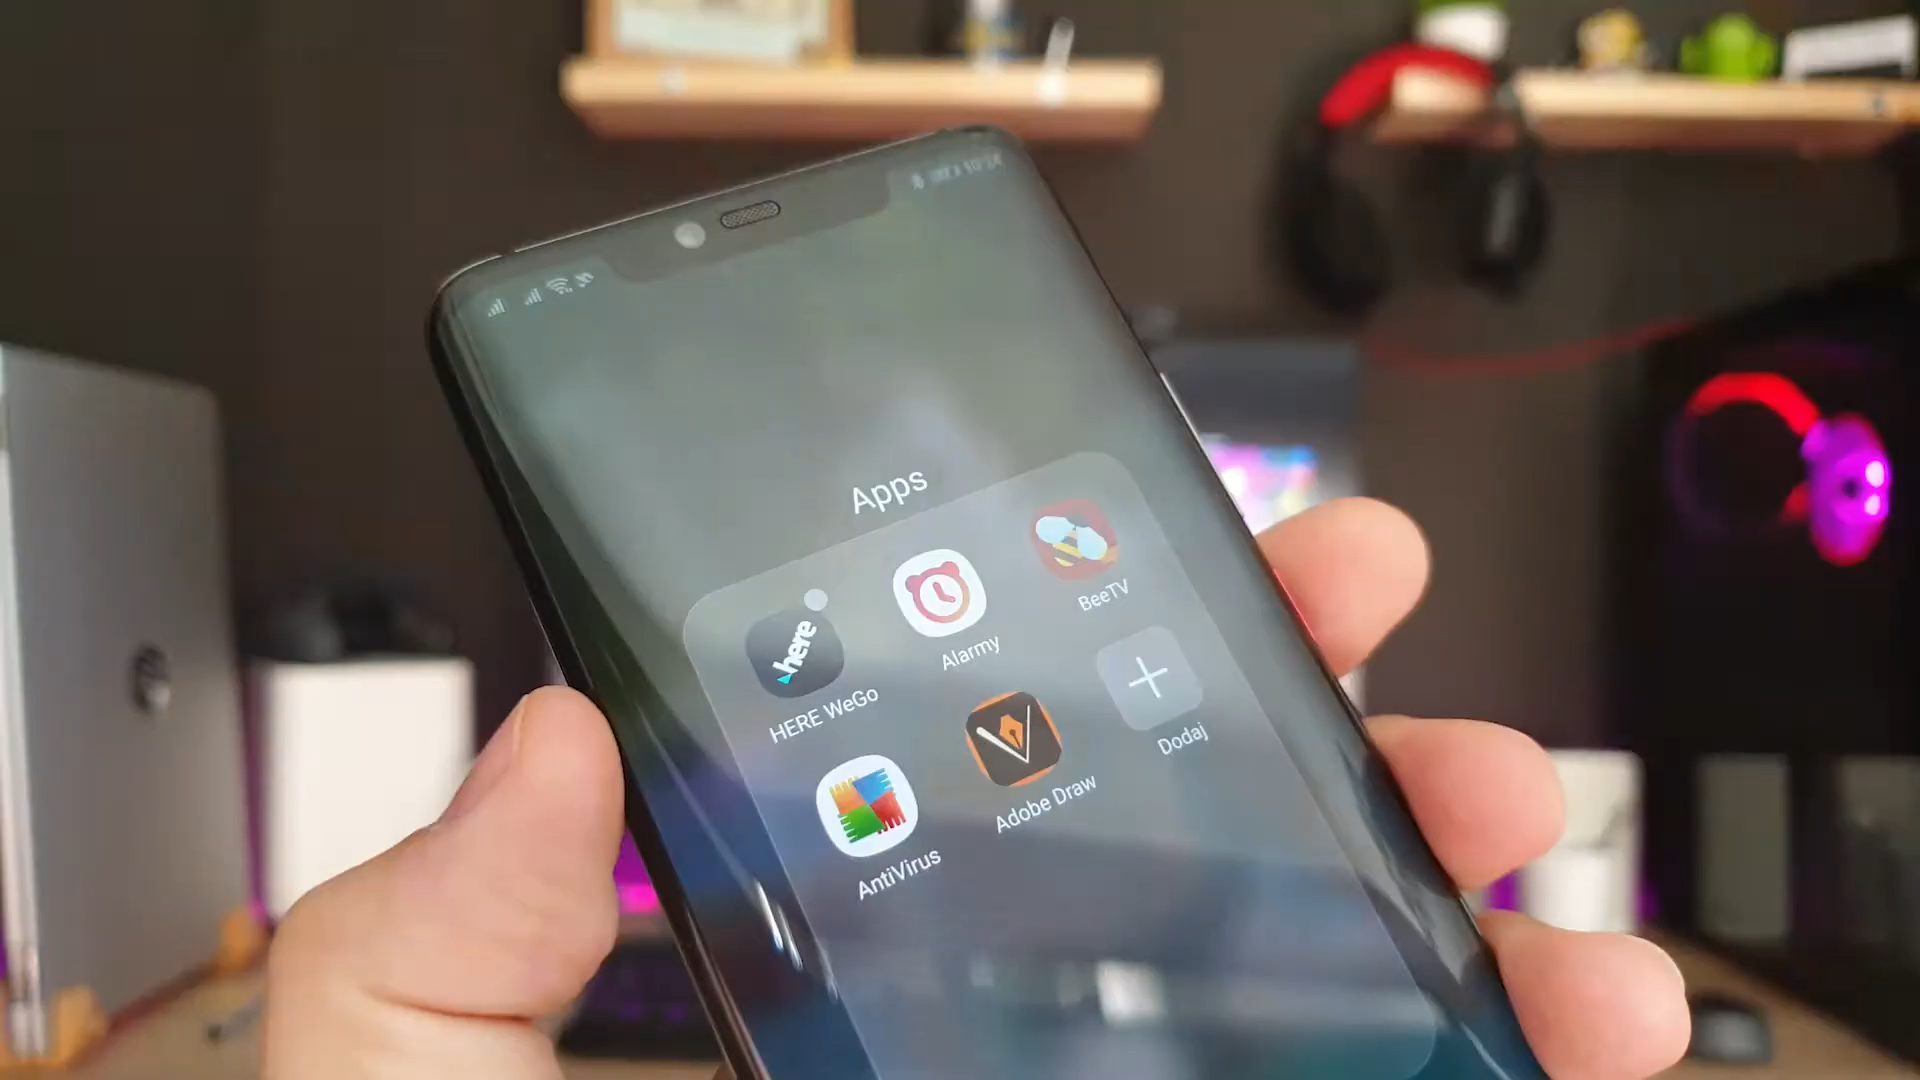 Apps
here
HERE WeGo
Alarmy
BeeTV
AntiVirus
Adobe Draw
Dodaj